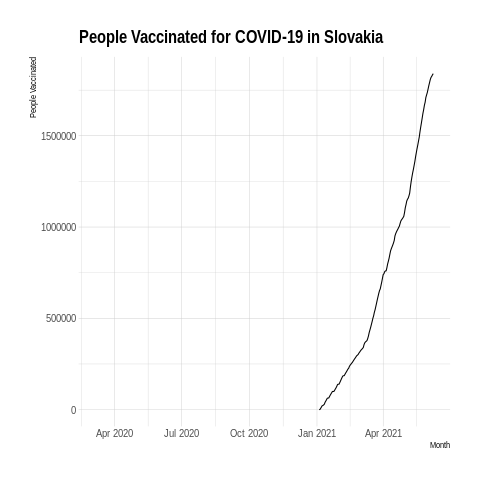 People Vaccinated for COVID-19 in Slovakia
People Vaccinated
1500000
1000000
500000
0
Apr 2020 Jul 2020 Oct 2020 Jan 2021 Apr 2021
Month